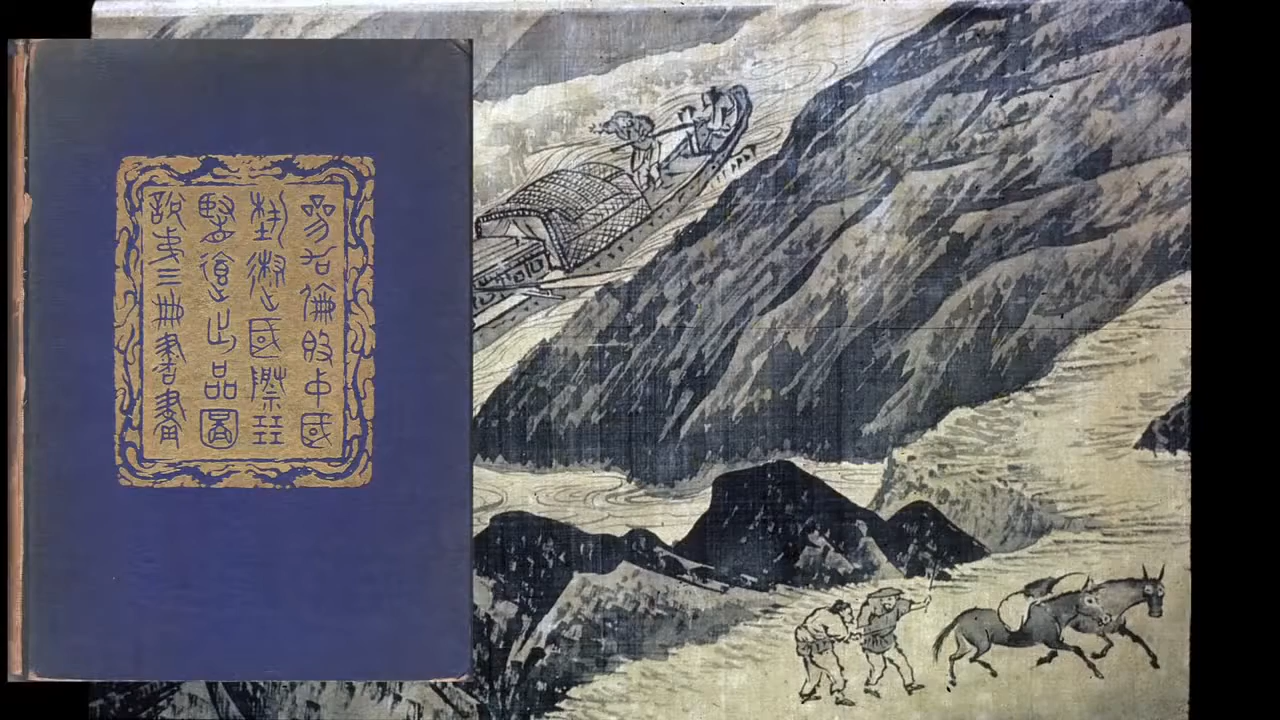 參加倫敦中國
藝術國際展
覽會出品圖
說第三冊書畫